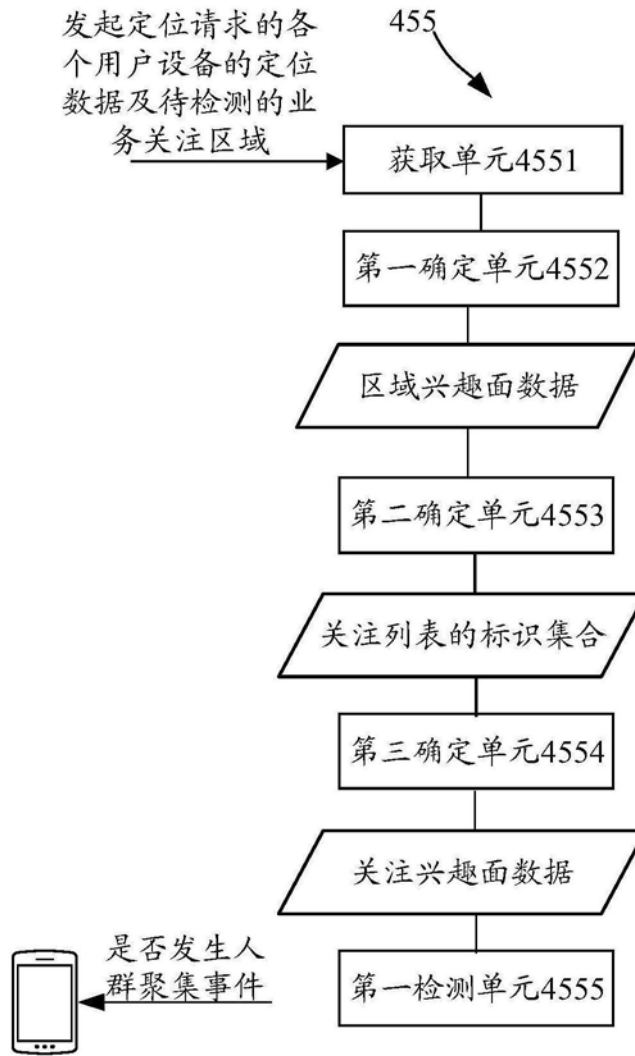 发起定位请求的各
个用户设备的定位
数据及待检测的业
务关注区域
455
获取单元4551
第一确定单元4552
区域兴趣面数据
第二确定单元4553
关注列表的标识集合
第三确定单元4554
关注兴趣面数据
第一检测单元4555
是否发生人
群聚集事件